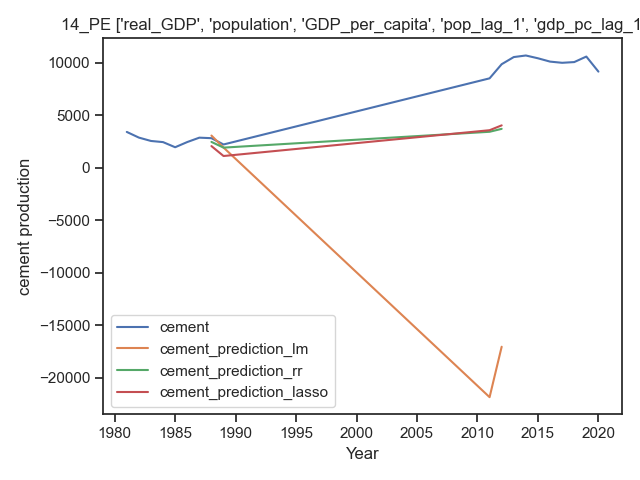 14_PE ['real_GDP', 'population', 'GDP_per_capita', 'pop_lag_1', 'gdp_pc_lag_1
10000
5000
0
−5000
−10000
−15000
−20000
cement production
cement
cement_prediction_lm
cement_prediction_rr
cement_prediction_lasso
1980 1985 1990 1995 2000 2005 2010 2015 2020
Year